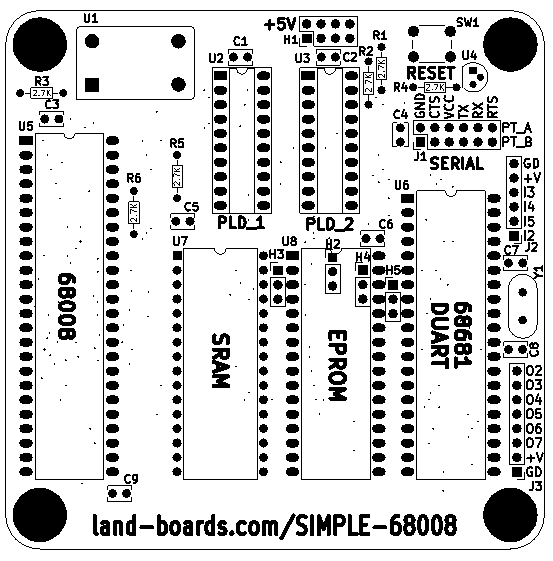 U1
+5V
H1
SW1
C1
R1
U2
U3
C2
R2
U4
RESET
R3
2.7K
2.7K
2.7K
R4
2.7K
C3
U5
C4
GND
CTS
VCC
TX
RX
RTS
PT_A
PT_B
J1
SERIAL
R5
2.7K
R6
2.7K
GD
+V
I3
I4
I5
I2
J2
U6
C5
PLD_1
PLD_2
C6
U7
U8
H2
H3
H4
H5
C7
Y1
68008
SRAM
EPROM
68681
DUART
C8
O2
O3
O4
O5
O6
O7
+V
GD
J3
C9
land-boards.com/SIMPLE-68008